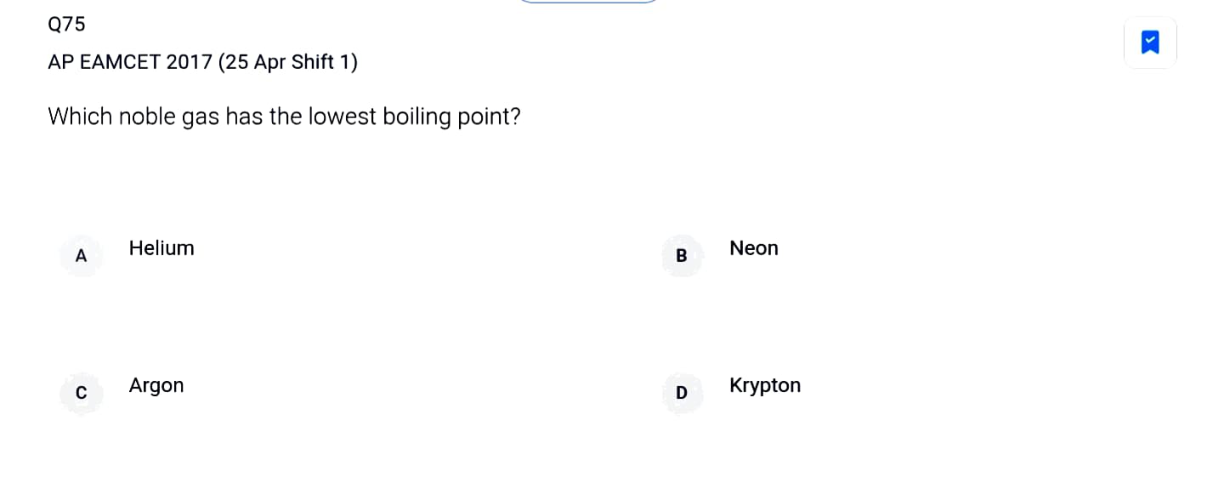 Q75
AP EAMCET 2017 (25 Apr Shift 1)
Which noble gas has the lowest boiling point?
A Helium
B Neon
C Argon
D Krypton